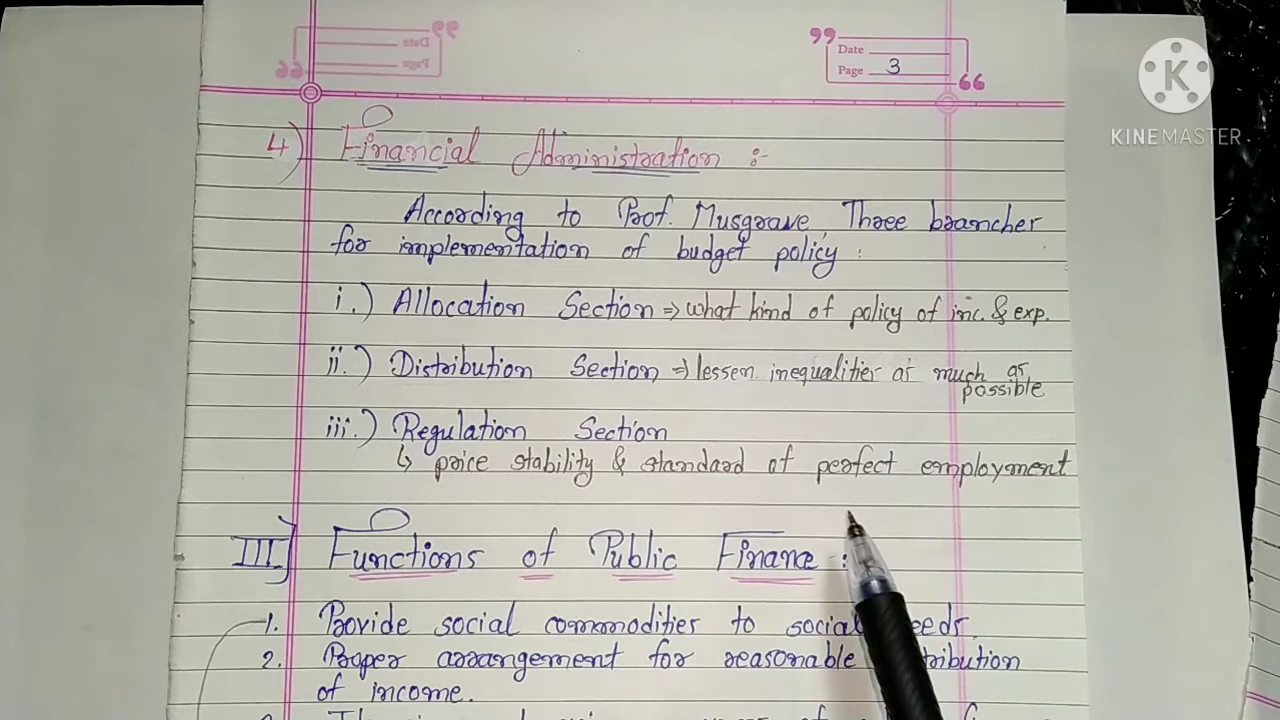 Date
Page 3
KINEMASTER
4) Financial Administration :-
According to Prof. Musgrave, Three branches
for implementation of budget policy :
i.) Allocation Section ⇒ what kind of policy of inc. & exp.
ii.) Distribution Section ⇒ lessen inequalities as much as
possible
iii.) Regulation Section
↳ price stability & standard of perfect employment
III) Functions of Public Finance :
1. Provide social commodities to social needs.
2. Proper arrangement for reasonable
of income.